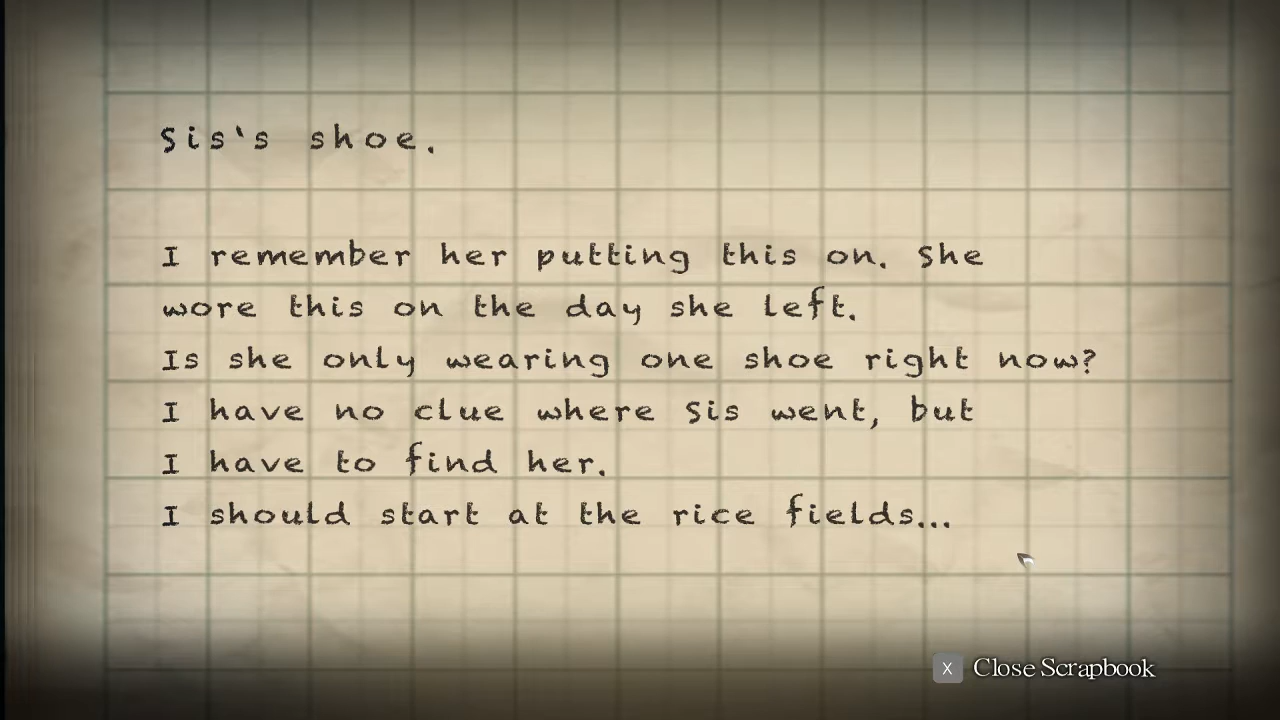 Sis's shoe.
I remember her putting this on. She
wore this on the day she left.
Is she only wearing one shoe right now?
I have no clue where Sis went, but
I have to find her.
I should start at the rice fields...
X Close Scrapbook